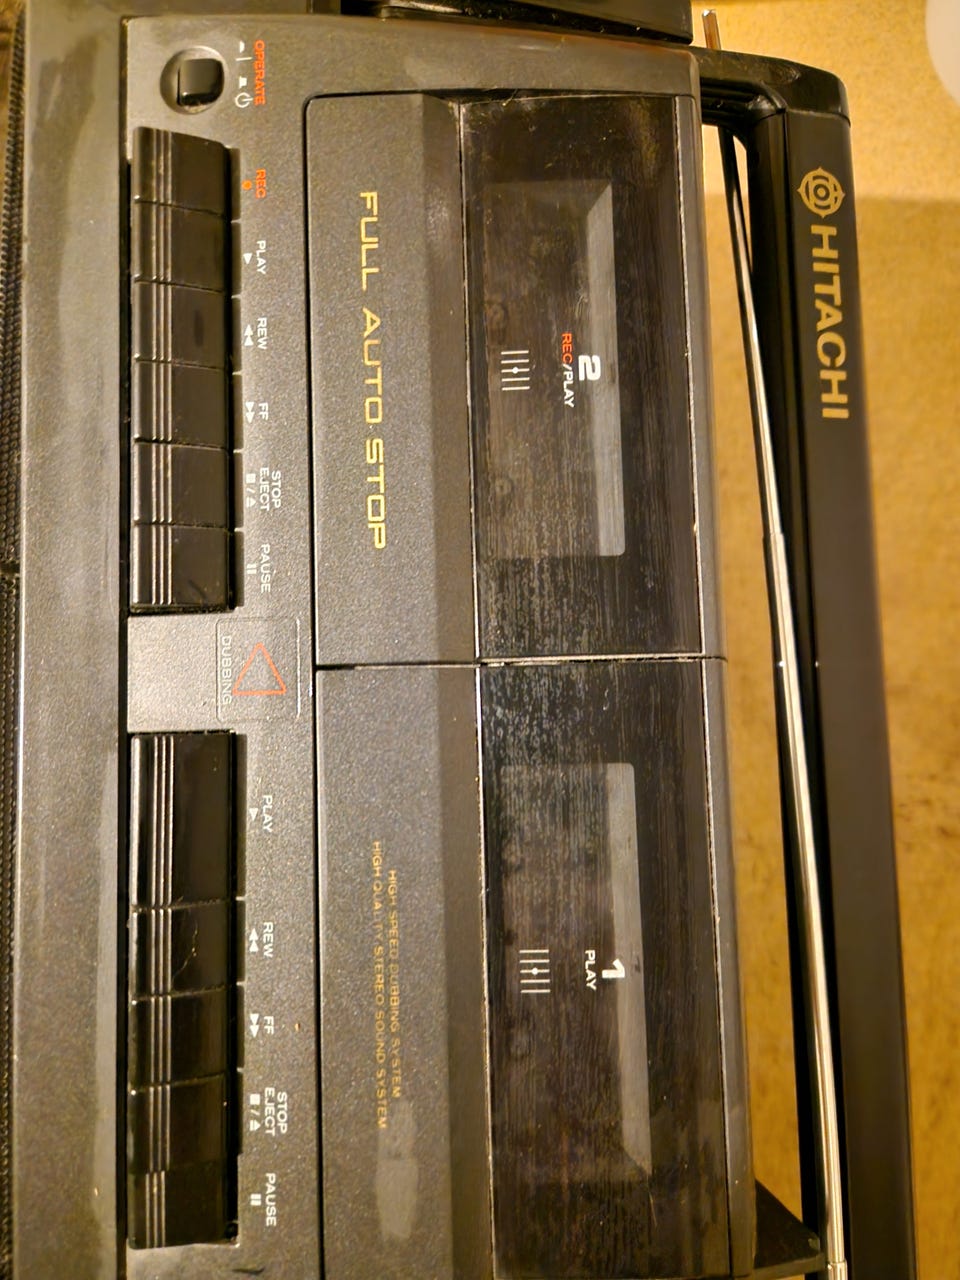 HITACHI
2
REC/PLAY
1
PLAY
FULL AUTO STOP
HIGH SPEED DUBBING SYSTEM
HIGH QUALITY STEREO SOUND SYSTEM
OPERATE
REC
PLAY
REW
FF
STOP
EJECT
PAUSE
DUBBING
PLAY
REW
FF
STOP
EJECT
PAUSE